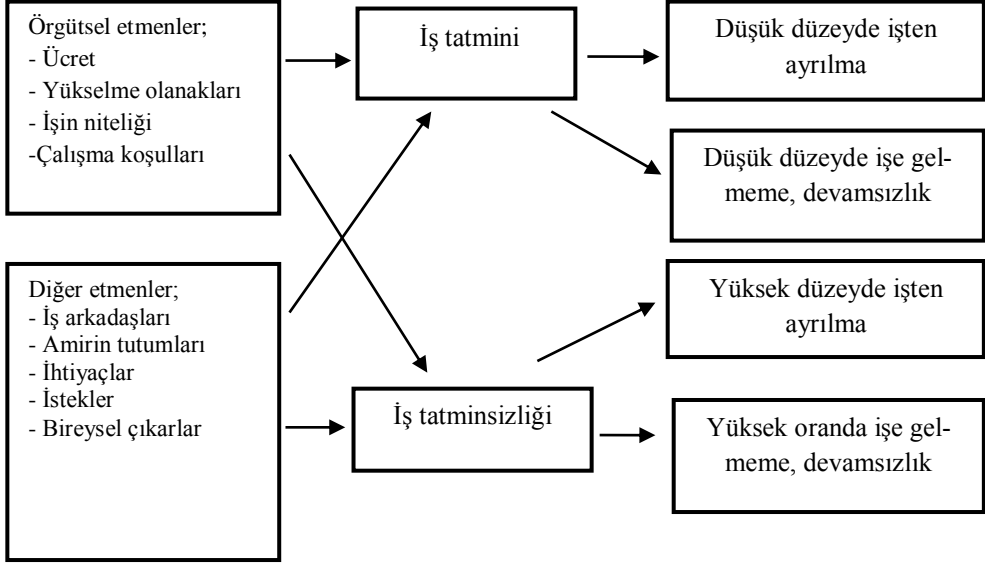 Örgütsel etmenler;
- Ücret
- Yükselme olanakları
- İşin niteliği
-Çalışma koşulları
Diğer etmenler;
- İş arkadaşları
- Amirin tutumları
- İhtiyaçlar
- İstekler
- Bireysel çıkarlar
İş tatmini
İş tatminsizliği
Düşük düzeyde işten
ayrılma
Düşük düzeyde işe gel-
meme, devamsızlık
Yüksek düzeyde işten
ayrılma
Yüksek oranda işe gel-
meme, devamsızlık